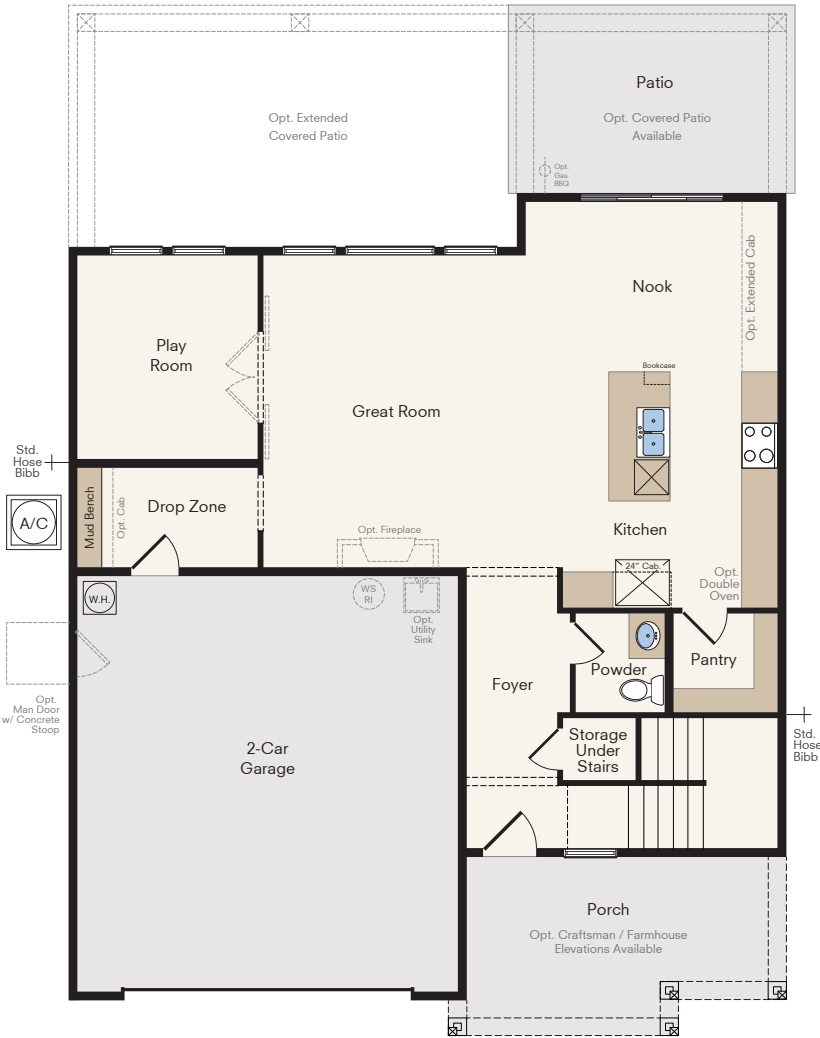 Patio
Opt. Extended
Covered Patio
Opt. Covered Patio
Available
Opt.
Gas
BBQ
Opt. Extended Cab
Nook
Play
Room
Bookcase
Great Room
Std.
Hose
Bibb
Mud Bench
Opt. Cab
Drop Zone
A/C
Opt. Fireplace
Kitchen
24" Cab.
Opt.
Double
Oven
W.H.
WS
RI
Opt.
Utility
Sink
Opt.
Man Door
w/ Concrete
Stoop
Foyer
Powder
Pantry
Std.
Hose
Bibb
Storage
Under
Stairs
2-Car
Garage
Porch
Opt. Craftsman / Farmhouse
Elevations Available